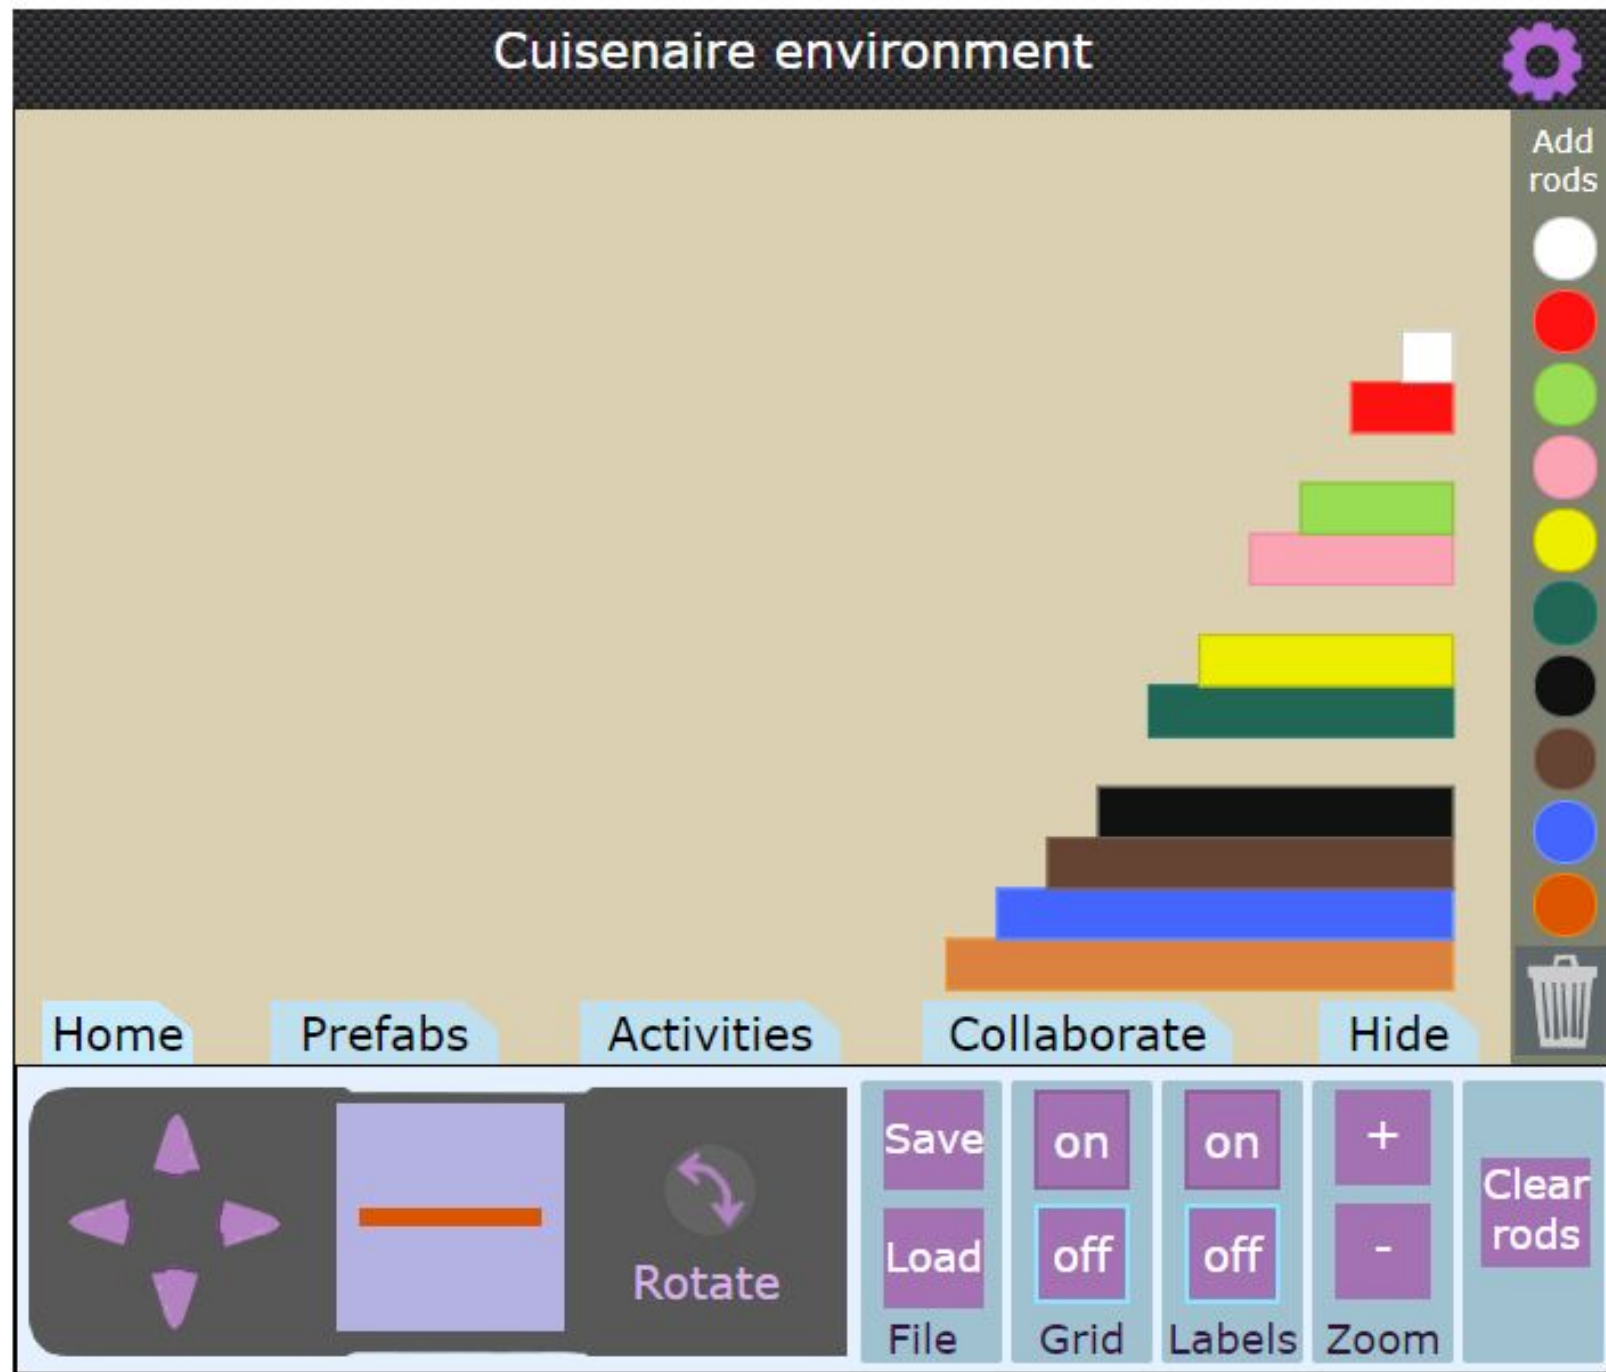 Cuisenaire environment
Add
rods
Home Prefabs Activities Collaborate Hide
Save on on +
Clear
rods
Load off off -
Rotate
File Grid Labels Zoom